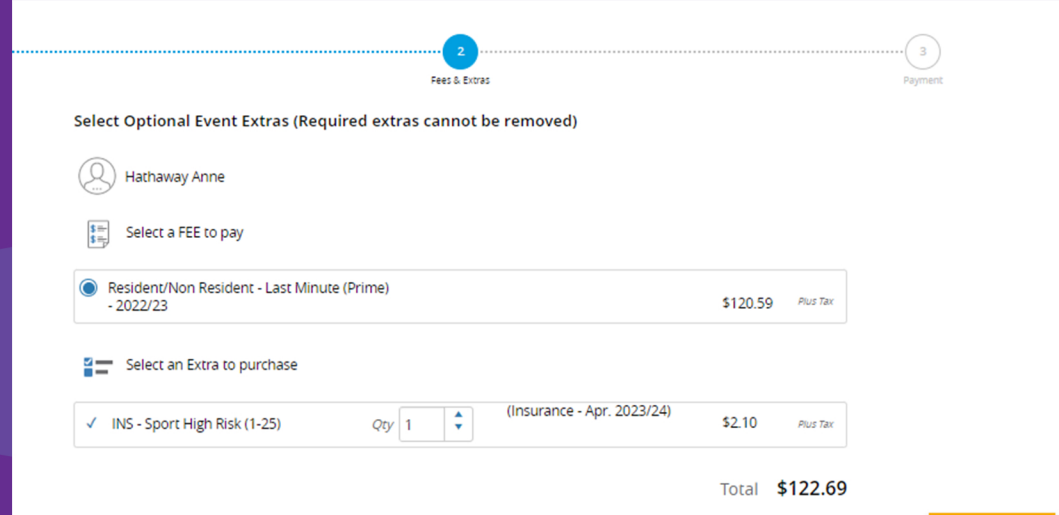 2
3
Fees & Extras
Payment
Select Optional Event Extras (Required extras cannot be removed)
Hathaway Anne
Select a FEE to pay
Resident/Non Resident - Last Minute (Prime)
- 2022/23
$120.59 Plus Tax
Select an Extra to purchase
INS - Sport High Risk (1-25) Qty 1 (Insurance - Apr. 2023/24) $2.10 Plus Tax
Total $122.69